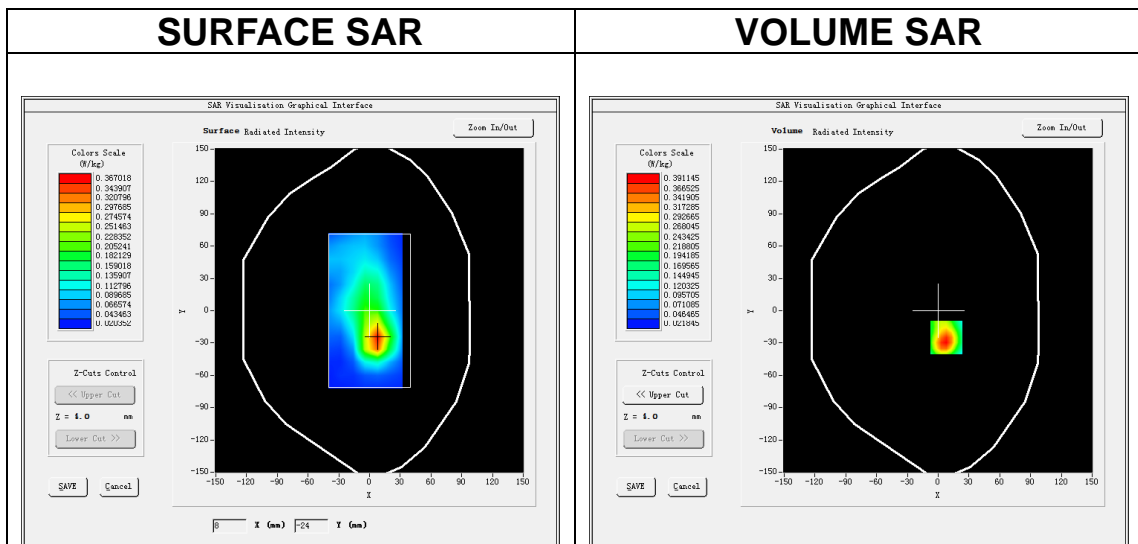 SURFACE SAR
SAR Visualisation Graphical Interface
Surface Radiated Intensity
Zoom In/Out
Colors Scale
(W/kg)
0.367018
0.343907
0.320796
0.297685
0.274574
0.251463
0.228352
0.205241
0.182129
0.159018
0.135907
0.112796
0.089685
0.066574
0.043463
0.020352
Z-Cuts Control
<< Upper Cut
Z = 4.0 mm
Lower Cut >>
SAVE Cancel
150
120
90
60
30
0
-30
-60
-90
-120
-150
Y
-150 -120 -90 -60 -30 0 30 60 90 120 150
X
8 X (mm) -24 Y (mm)
VOLUME SAR
SAR Visualisation Graphical Interface
Volume Radiated Intensity
Zoom In/Out
Colors Scale
(W/kg)
0.391145
0.366525
0.341905
0.317285
0.292665
0.268045
0.243425
0.218805
0.194185
0.169565
0.144945
0.120325
0.095705
0.071085
0.046465
0.021845
Z-Cuts Control
<< Upper Cut
Z = 4.0 mm
Lower Cut >>
SAVE Cancel
150
120
90
60
30
0
-30
-60
-90
-120
-150
Y
-150 -120 -90 -60 -30 0 30 60 90 120 150
X